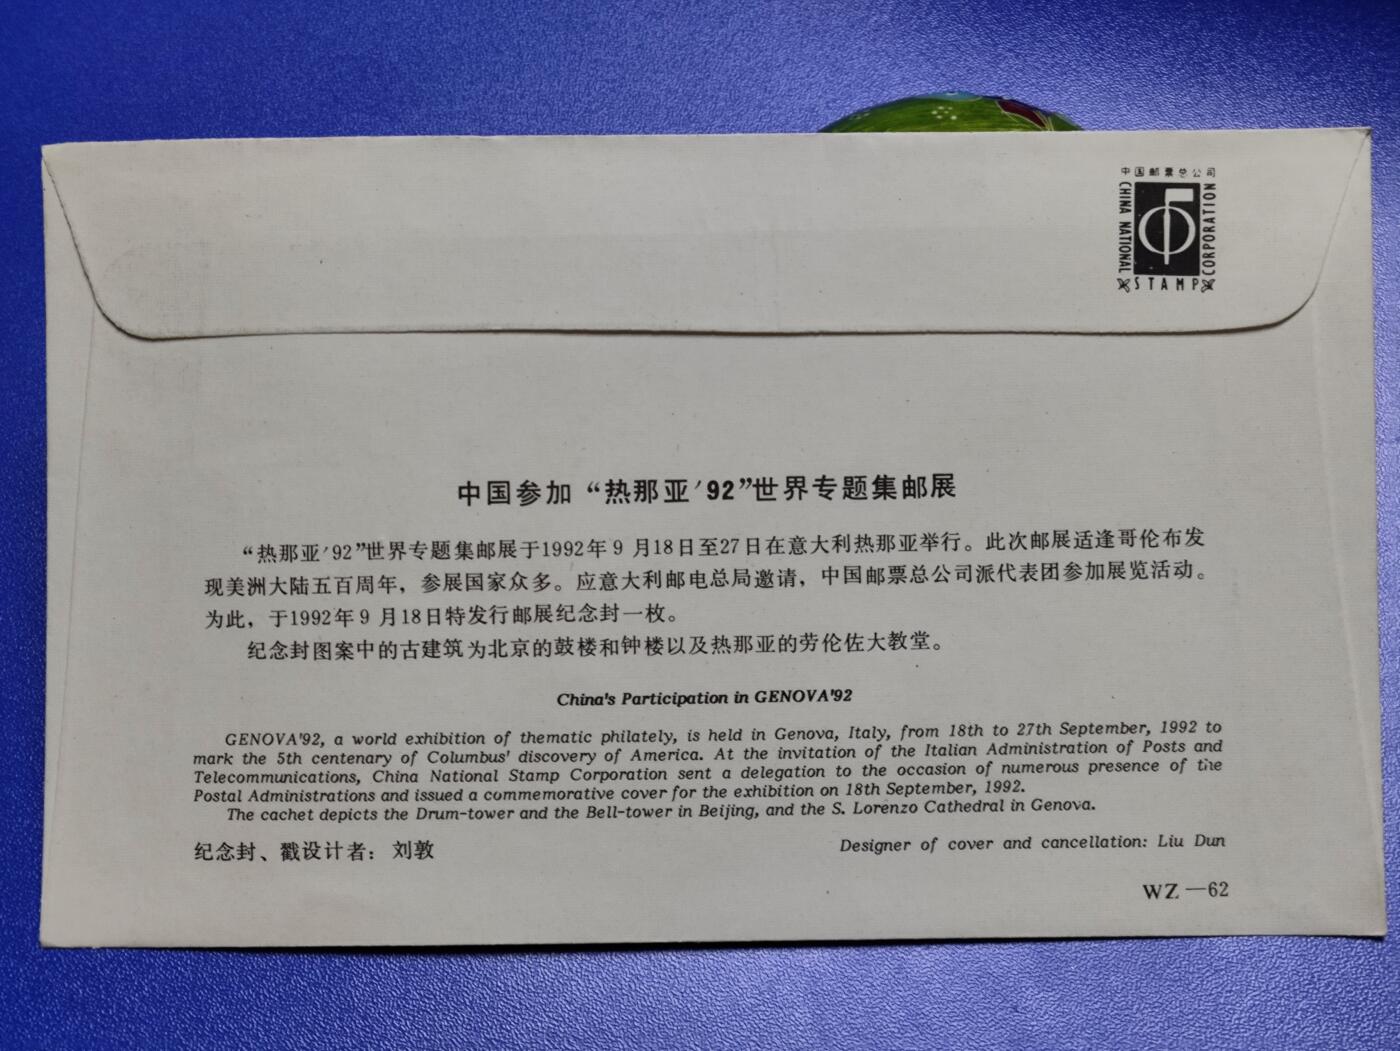 中国邮票总公司
CHINA NATIONAL
STAMP
CORPORATION
中国参加“热那亚'92”世界专题集邮展
“热那亚'92”世界专题集邮展于1992年9月18日至27日在意大利热那亚举行。此次邮展适逢哥伦布发
现美洲大陆五百周年，参展国家众多。应意大利邮电总局邀请，中国邮票总公司派代表团参加展览活动。
为此，于1992年9月18日特发行邮展纪念封一枚。
纪念封图案中的古建筑为北京的鼓楼和钟楼以及热那亚的劳伦佐大教堂。
China's Participation in GENOVA'92
GENOVA'92, a world exhibition of thematic philately, is held in Genova, Italy, from 18th to 27th September, 1992 to
mark the 5th centenary of Columbus' discovery of America. At the invitation of the Italian Administration of Posts and
Telecommunications, China National Stamp Corporation sent a delegation to the occasion of numerous presence of the
Postal Administrations and issued a commemorative cover for the exhibition on 18th September, 1992.
The cachet depicts the Drum-tower and the Bell-tower in Beijing, and the S. Lorenzo Cathedral in Genova.
纪念封、戳设计者：刘敦
Designer of cover and cancellation: Liu Dun
WZ—62